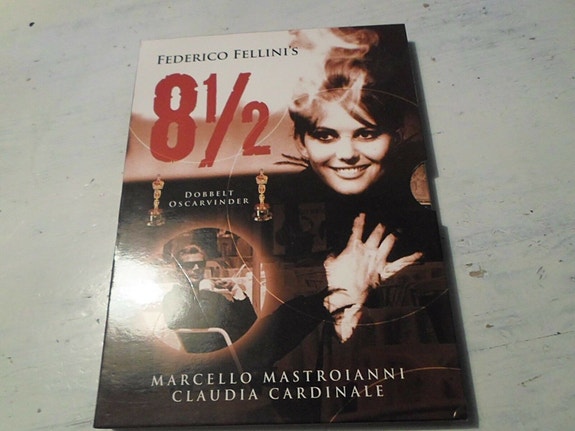 FEDERICO FELLINI'S
8½
DOBBELT
OSCARVINDER
MARCELLO MASTROIANNI
CLAUDIA CARDINALE